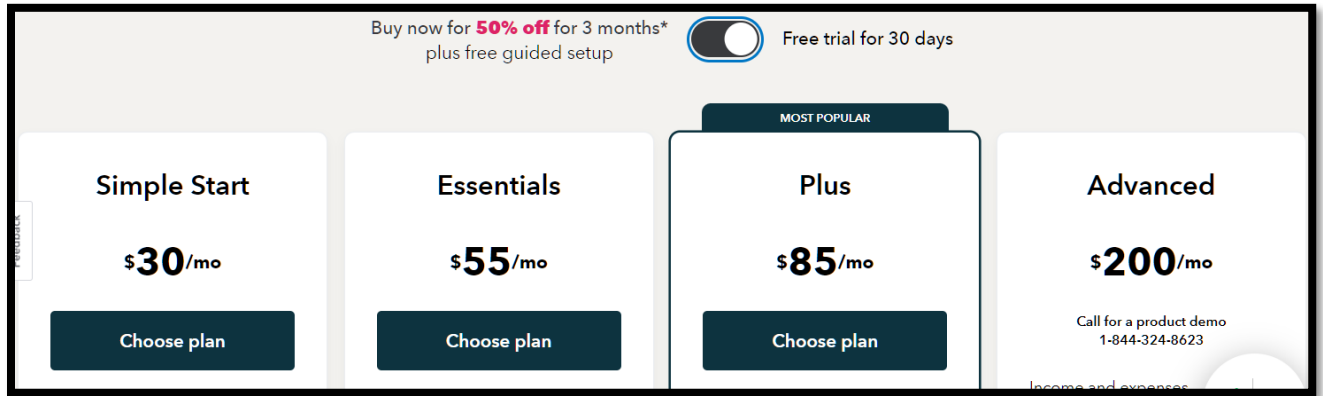 Buy now for 50% off for 3 months*
plus free guided setup
Free trial for 30 days
MOST POPULAR
Feedback
Simple Start
$30/mo
Choose plan
Essentials
$55/mo
Choose plan
Plus
$85/mo
Choose plan
Advanced
$200/mo
Call for a product demo
1-844-324-8623
Income and expenses